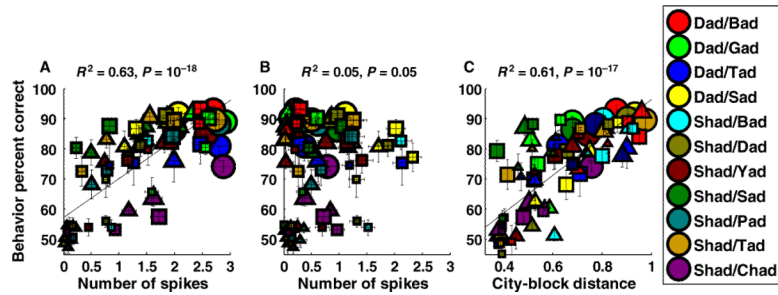 A
R² = 0.63, P = 10⁻¹⁸
B
R² = 0.05, P = 0.05
C
R² = 0.61, P = 10⁻¹⁷
Behavior percent correct
100
90
80
70
60
50
0 0.5 1 1.5 2 2.5 3
Number of spikes
100
90
80
70
60
50
0 0.5 1 1.5 2 2.5 3
Number of spikes
100
90
80
70
60
50
0.4 0.6 0.8 1
City-block distance
Dad/Bad
Dad/Gad
Dad/Tad
Dad/Sad
Shad/Bad
Shad/Dad
Shad/Yad
Shad/Sad
Shad/Pad
Shad/Tad
Shad/Chad